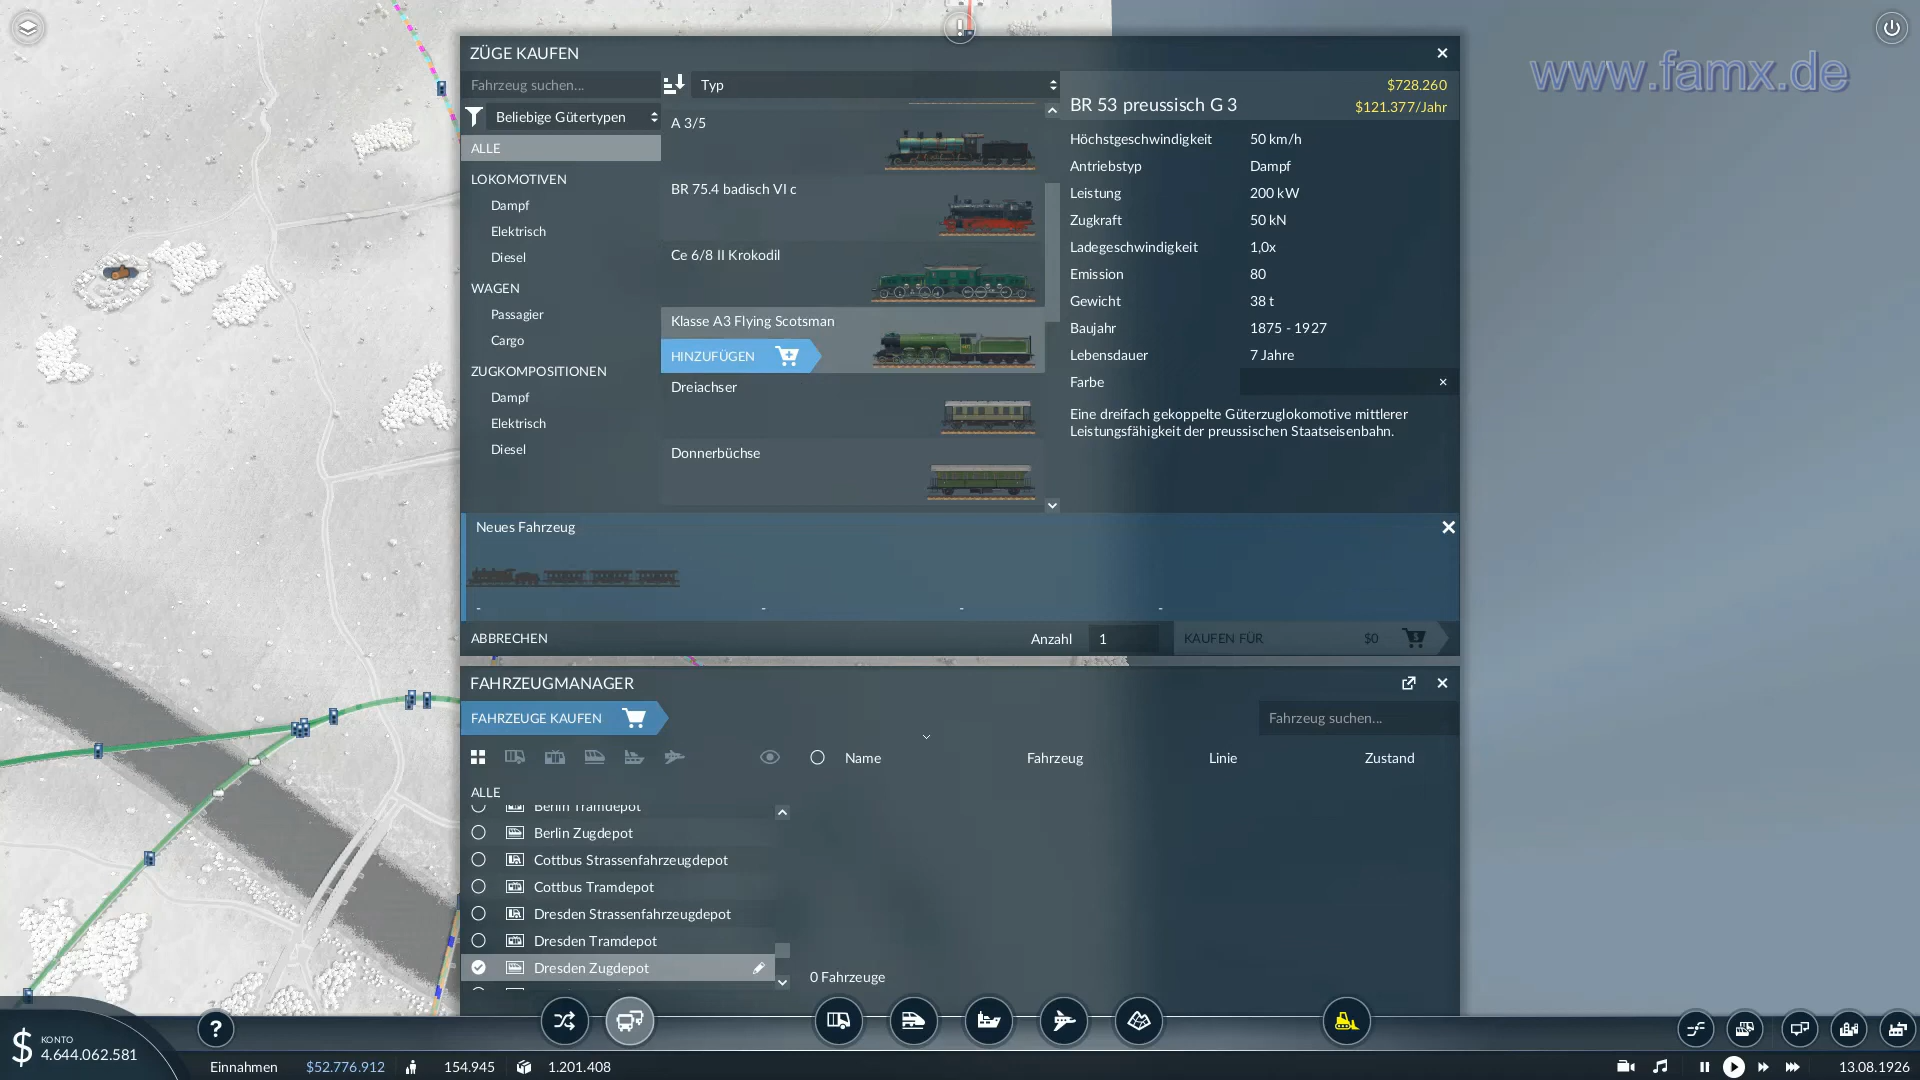 www.famx.de
ZÜGE KAUFEN
Fahrzeug suchen...
Typ
Beliebige Gütertypen
ALLE
LOKOMOTIVEN
Dampf
Elektrisch
Diesel
WAGEN
Passagier
Cargo
ZUGKOMPOSITIONEN
Dampf
Elektrisch
Diesel
A 3/5
BR 75.4 badisch VI c
Ce 6/8 II Krokodil
Klasse A3 Flying Scotsman
HINZUFÜGEN
Dreiachser
Donnerbüchse
BR 53 preussisch G 3
$728.260
$121.377/Jahr
Höchstgeschwindigkeit 50 km/h
Antriebstyp Dampf
Leistung 200 kW
Zugkraft 50 kN
Ladegeschwindigkeit 1,0x
Emission 80
Gewicht 38 t
Baujahr 1875 - 1927
Lebensdauer 7 Jahre
Farbe
Eine dreifach gekoppelte Güterzuglokomotive mittlerer
Leistungsfähigkeit der preussischen Staatseisenbahn.
Neues Fahrzeug
- - - -
ABBRECHEN
Anzahl 1
KAUFEN FÜR $0
FAHRZEUGMANAGER
FAHRZEUGE KAUFEN
Fahrzeug suchen...
Name Fahrzeug Linie Zustand
ALLE
Berlin Tramdepot
Berlin Zugdepot
Cottbus Strassenfahrzeugdepot
Cottbus Tramdepot
Dresden Strassenfahrzeugdepot
Dresden Tramdepot
Dresden Zugdepot
0 Fahrzeuge
?
$ KONTO
4.644.062.581
Einnahmen $52.776.912 154.945 1.201.408
13.08.1926